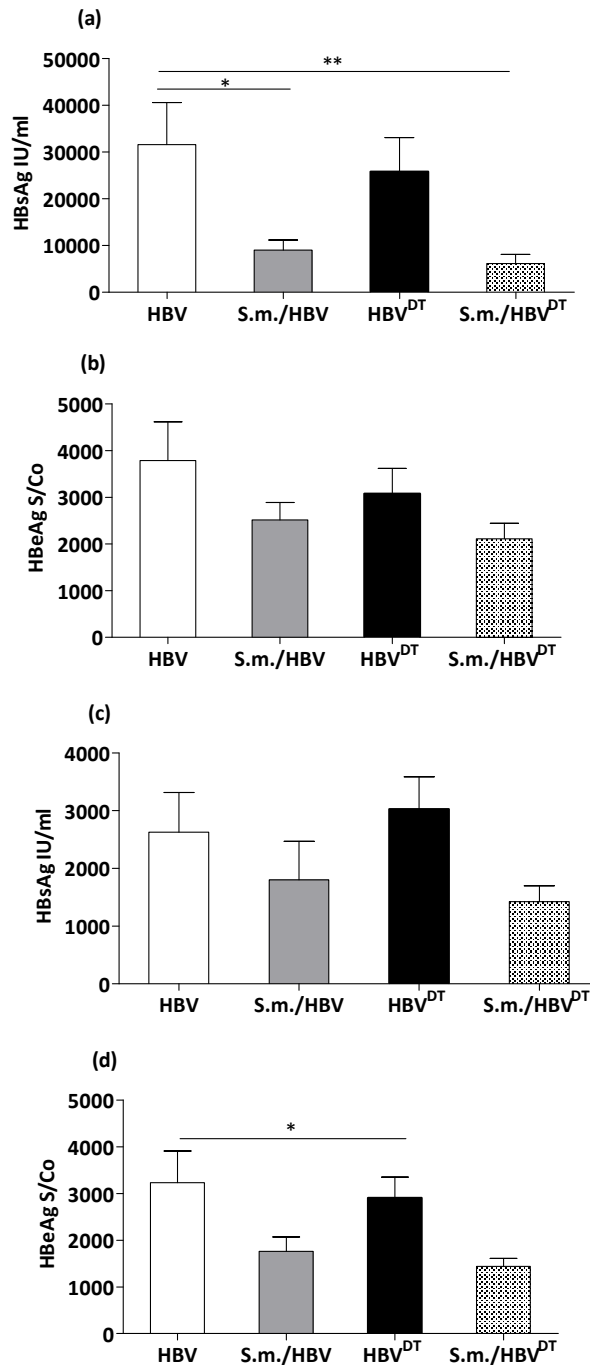 (a)
**
*
50000
40000
30000
20000
10000
0
HBsAg IU/ml
HBV S.m./HBV HBV^DT S.m./HBV^DT
(b)
5000
4000
3000
2000
1000
0
HBeAg S/Co
HBV S.m./HBV HBV^DT S.m./HBV^DT
(c)
4000
3000
2000
1000
0
HBsAg IU/ml
HBV S.m./HBV HBV^DT S.m./HBV^DT
(d)
*
5000
4000
3000
2000
1000
0
HBeAg S/Co
HBV S.m./HBV HBV^DT S.m./HBV^DT